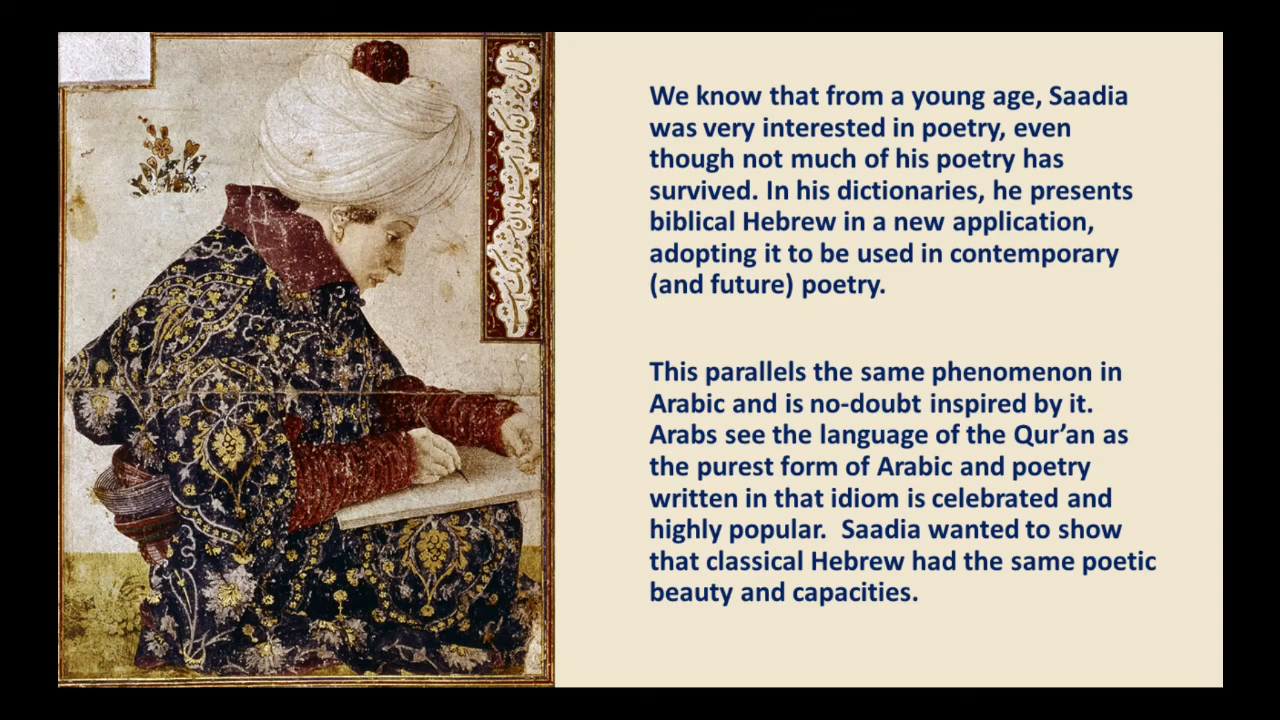 We know that from a young age, Saadia
was very interested in poetry, even
though not much of his poetry has
survived. In his dictionaries, he presents
biblical Hebrew in a new application,
adopting it to be used in contemporary
(and future) poetry.
This parallels the same phenomenon in
Arabic and is no-doubt inspired by it.
Arabs see the language of the Qur’an as
the purest form of Arabic and poetry
written in that idiom is celebrated and
highly popular.  Saadia wanted to show
that classical Hebrew had the same poetic
beauty and capacities.